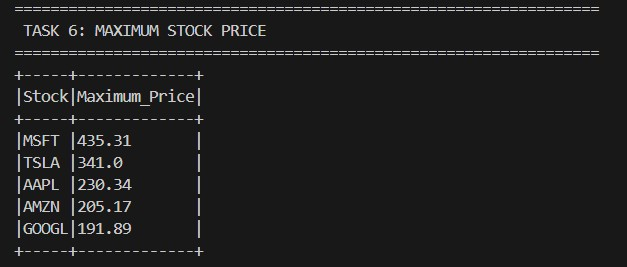 =================================================================
 TASK 6: MAXIMUM STOCK PRICE
=================================================================
+-----+-------------+
|Stock|Maximum_Price|
+-----+-------------+
|MSFT |435.31       |
|TSLA |341.0        |
|AAPL |230.34       |
|AMZN |205.17       |
|GOOGL|191.89       |
+-----+-------------+